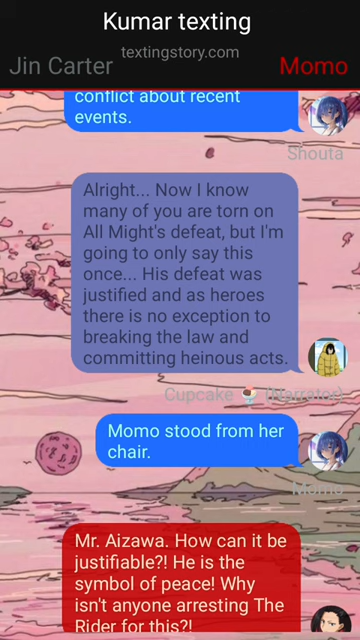 Kumar texting
textingstory.com
Jin Carter
Momo
conflict about recent
events.
Shouta
Alright... Now I know
many of you are torn on
All Might's defeat, but I'm
going to only say this
once... His defeat was
justified and as heroes
there is no exception to
breaking the law and
committing heinous acts.
Cupcake 🍨 (Narrator)
Momo stood from her
chair.
Momo
Mr. Aizawa. How can it be
justifiable?! He is the
symbol of peace! Why
isn't anyone arresting The
Rider for this?!